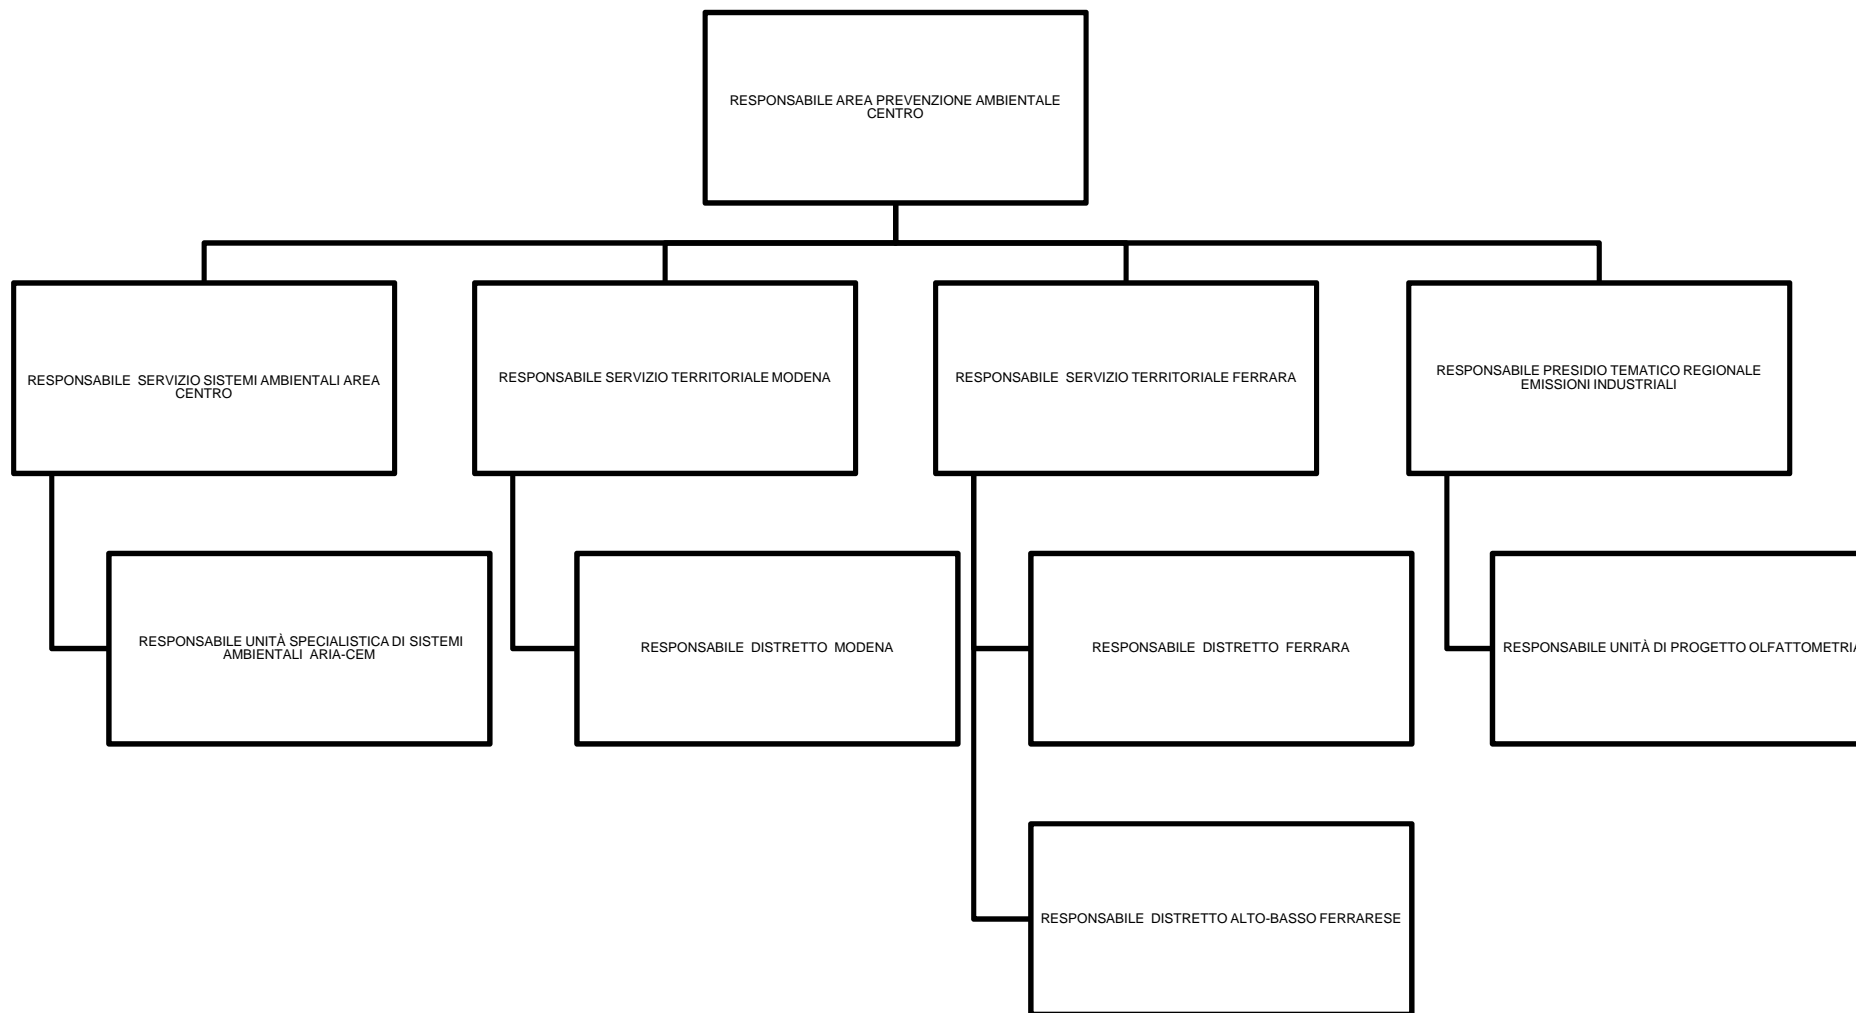 RESPONSABILE AREA PREVENZIONE AMBIENTALE
CENTRO
RESPONSABILE SERVIZIO SISTEMI AMBIENTALI AREA
CENTRO
RESPONSABILE SERVIZIO TERRITORIALE MODENA
RESPONSABILE SERVIZIO TERRITORIALE FERRARA
RESPONSABILE PRESIDIO TEMATICO REGIONALE
EMISSIONI INDUSTRIALI
RESPONSABILE UNITÀ SPECIALISTICA DI SISTEMI
AMBIENTALI ARIA-CEM
RESPONSABILE DISTRETTO MODENA
RESPONSABILE DISTRETTO FERRARA
RESPONSABILE UNITÀ DI PROGETTO OLFATTOMETRIA
RESPONSABILE DISTRETTO ALTO-BASSO FERRARESE